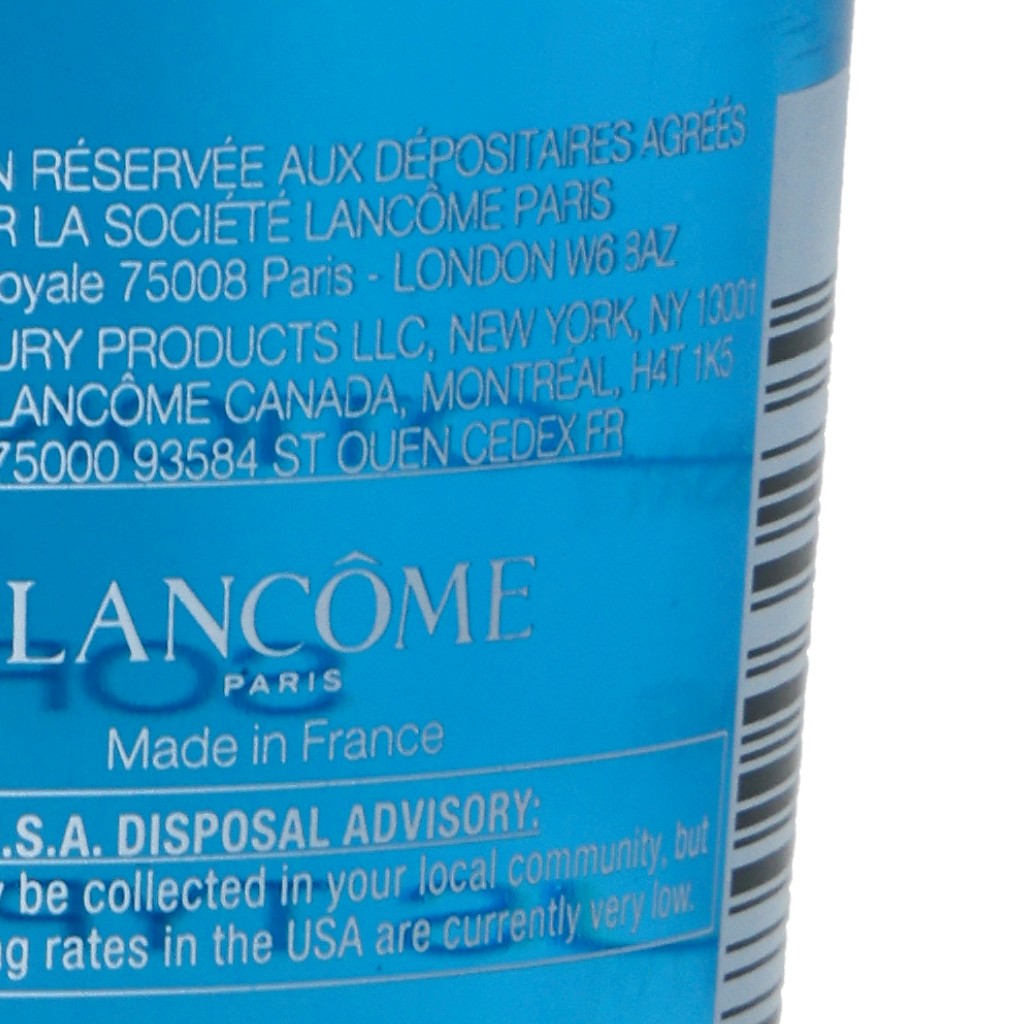 N RÉSERVÉE AUX DÉPOSITAIRES AGRÉÉS
R LA SOCIÉTÉ LANCÔME PARIS
oyale 75008 Paris - LONDON W6 8AZ
URY PRODUCTS LLC, NEW YORK, NY 10001
LANCÔME CANADA, MONTRÉAL, H4T 1K5
75000 93584 ST OUEN CEDEX FR
LANCÔME
PARIS
Made in France
.S.A. DISPOSAL ADVISORY:
y be collected in your local community, but
ng rates in the USA are currently very low.